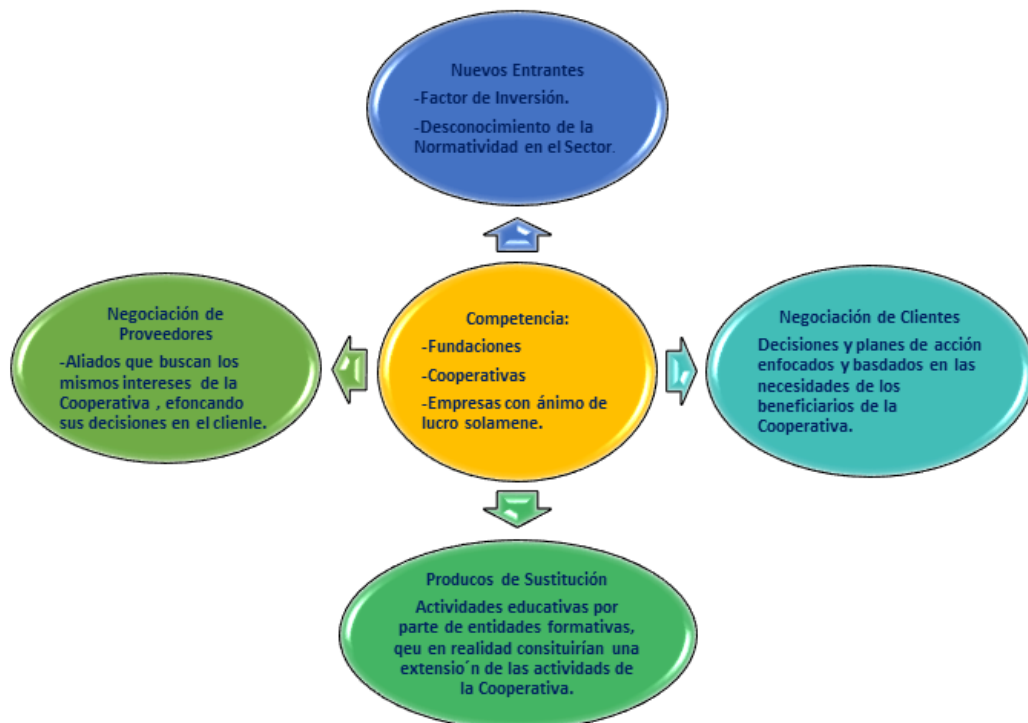 Nuevos Entrantes
-Factor de Inversión.
-Desconocimiento de la
Normatividad en el Sector.
Negociación de
Proveedores
-Aliados que buscan los
mismos intereses de la
Cooperativa , efoncando
sus decisiones en el clienle.
Competencia:
-Fundaciones
-Cooperativas
-Empresas con ánimo de
lucro solamene.
Negociación de Clientes
Decisiones y planes de acción
enfocados y basdados en las
necesidades de los
beneficiarios de la
Cooperativa.
Producos de Sustitución
Actividades educativas por
parte de entidades formativas,
qeu en realidad consituirían una
extensio´n de las actividads de
la Cooperativa.